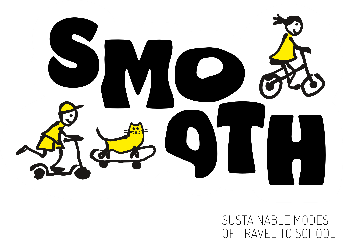 SMO
OTH
SUSTAINABLE MODES
OF TRAVEL TO SCHOOL